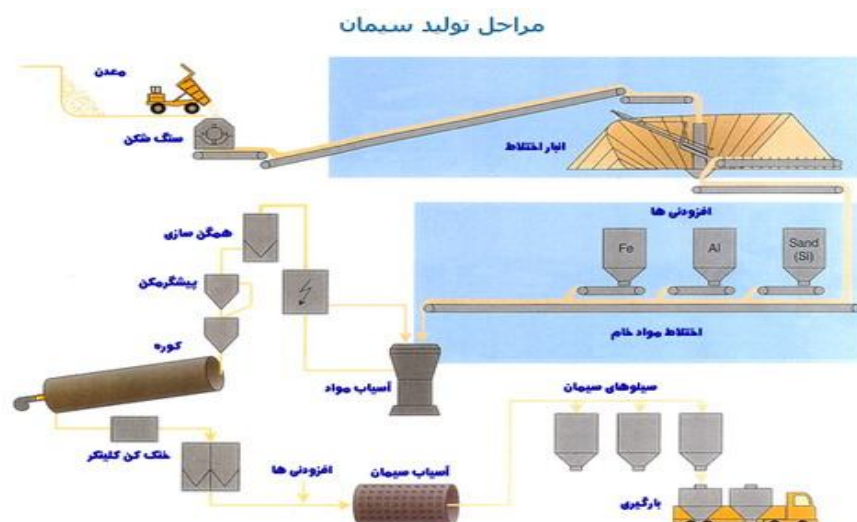 مراحل تولید سیمان
معدن
سنگ شکن
انبار اختلاط
افزودنی ها
Fe
Al
Sand
(Si)
اختلاط مواد خام
همگن سازی
پیشگرمکن
کوره
آسیاب مواد
خنک کن کلینکر
افزودنی ها
آسیاب سیمان
سیلوهای سیمان
بارگیری